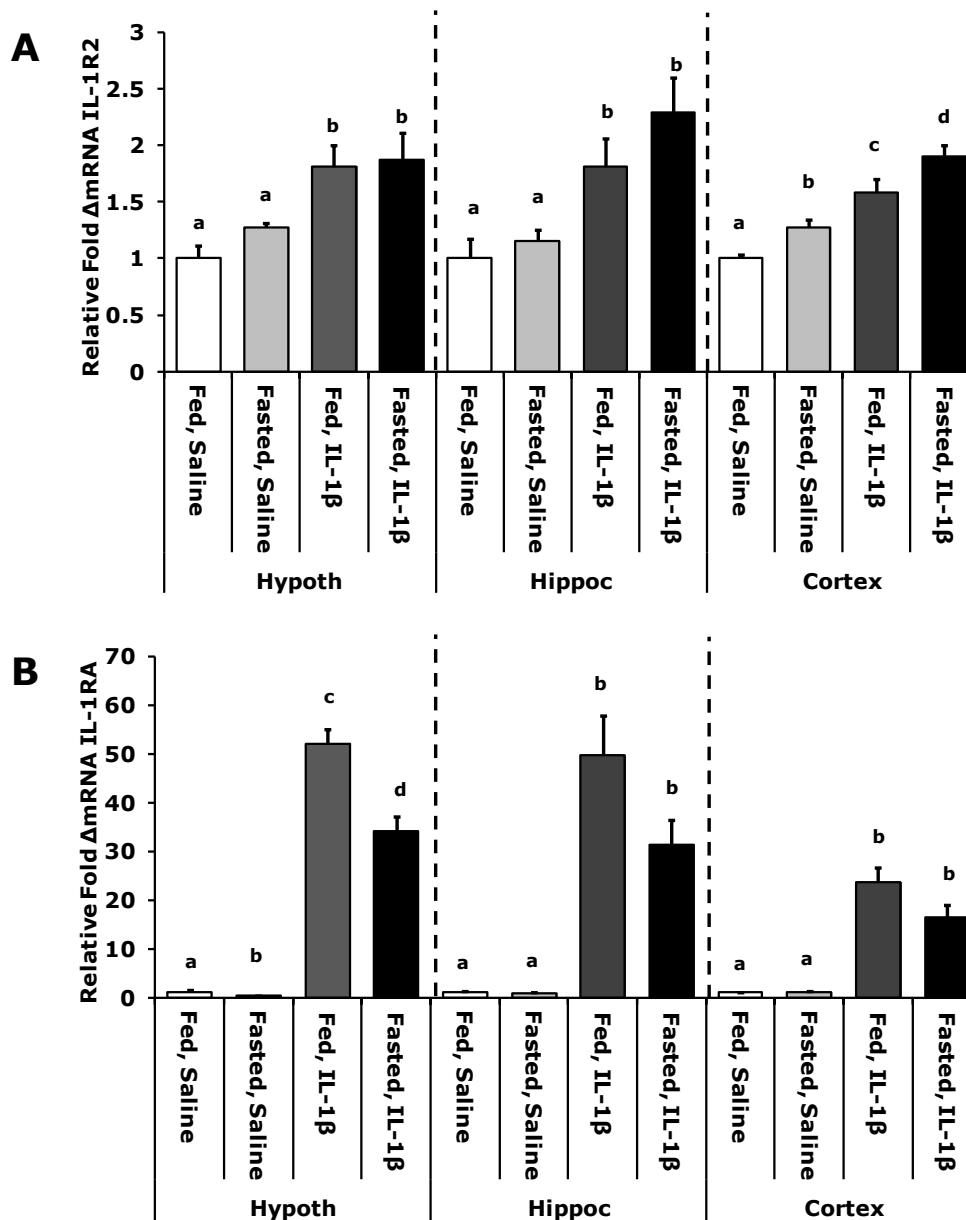 A
Relative Fold ΔmRNA IL-1R2
3
2.5
2
1.5
1
0.5
0
a
a
b
b
a
a
b
b
a
b
c
d
Fed, Saline
Fasted, Saline
Fed, IL-1β
Fasted, IL-1β
Fed, Saline
Fasted, Saline
Fed, IL-1β
Fasted, IL-1β
Fed, Saline
Fasted, Saline
Fed, IL-1β
Fasted, IL-1β
Hypoth
Hippoc
Cortex
B
Relative Fold ΔmRNA IL-1RA
70
60
50
40
30
20
10
0
a
b
c
d
a
a
b
b
a
a
b
b
Fed, Saline
Fasted, Saline
Fed, IL-1β
Fasted, IL-1β
Fed, Saline
Fasted, Saline
Fed, IL-1β
Fasted, IL-1β
Fed, Saline
Fasted, Saline
Fed, IL-1β
Fasted, IL-1β
Hypoth
Hippoc
Cortex